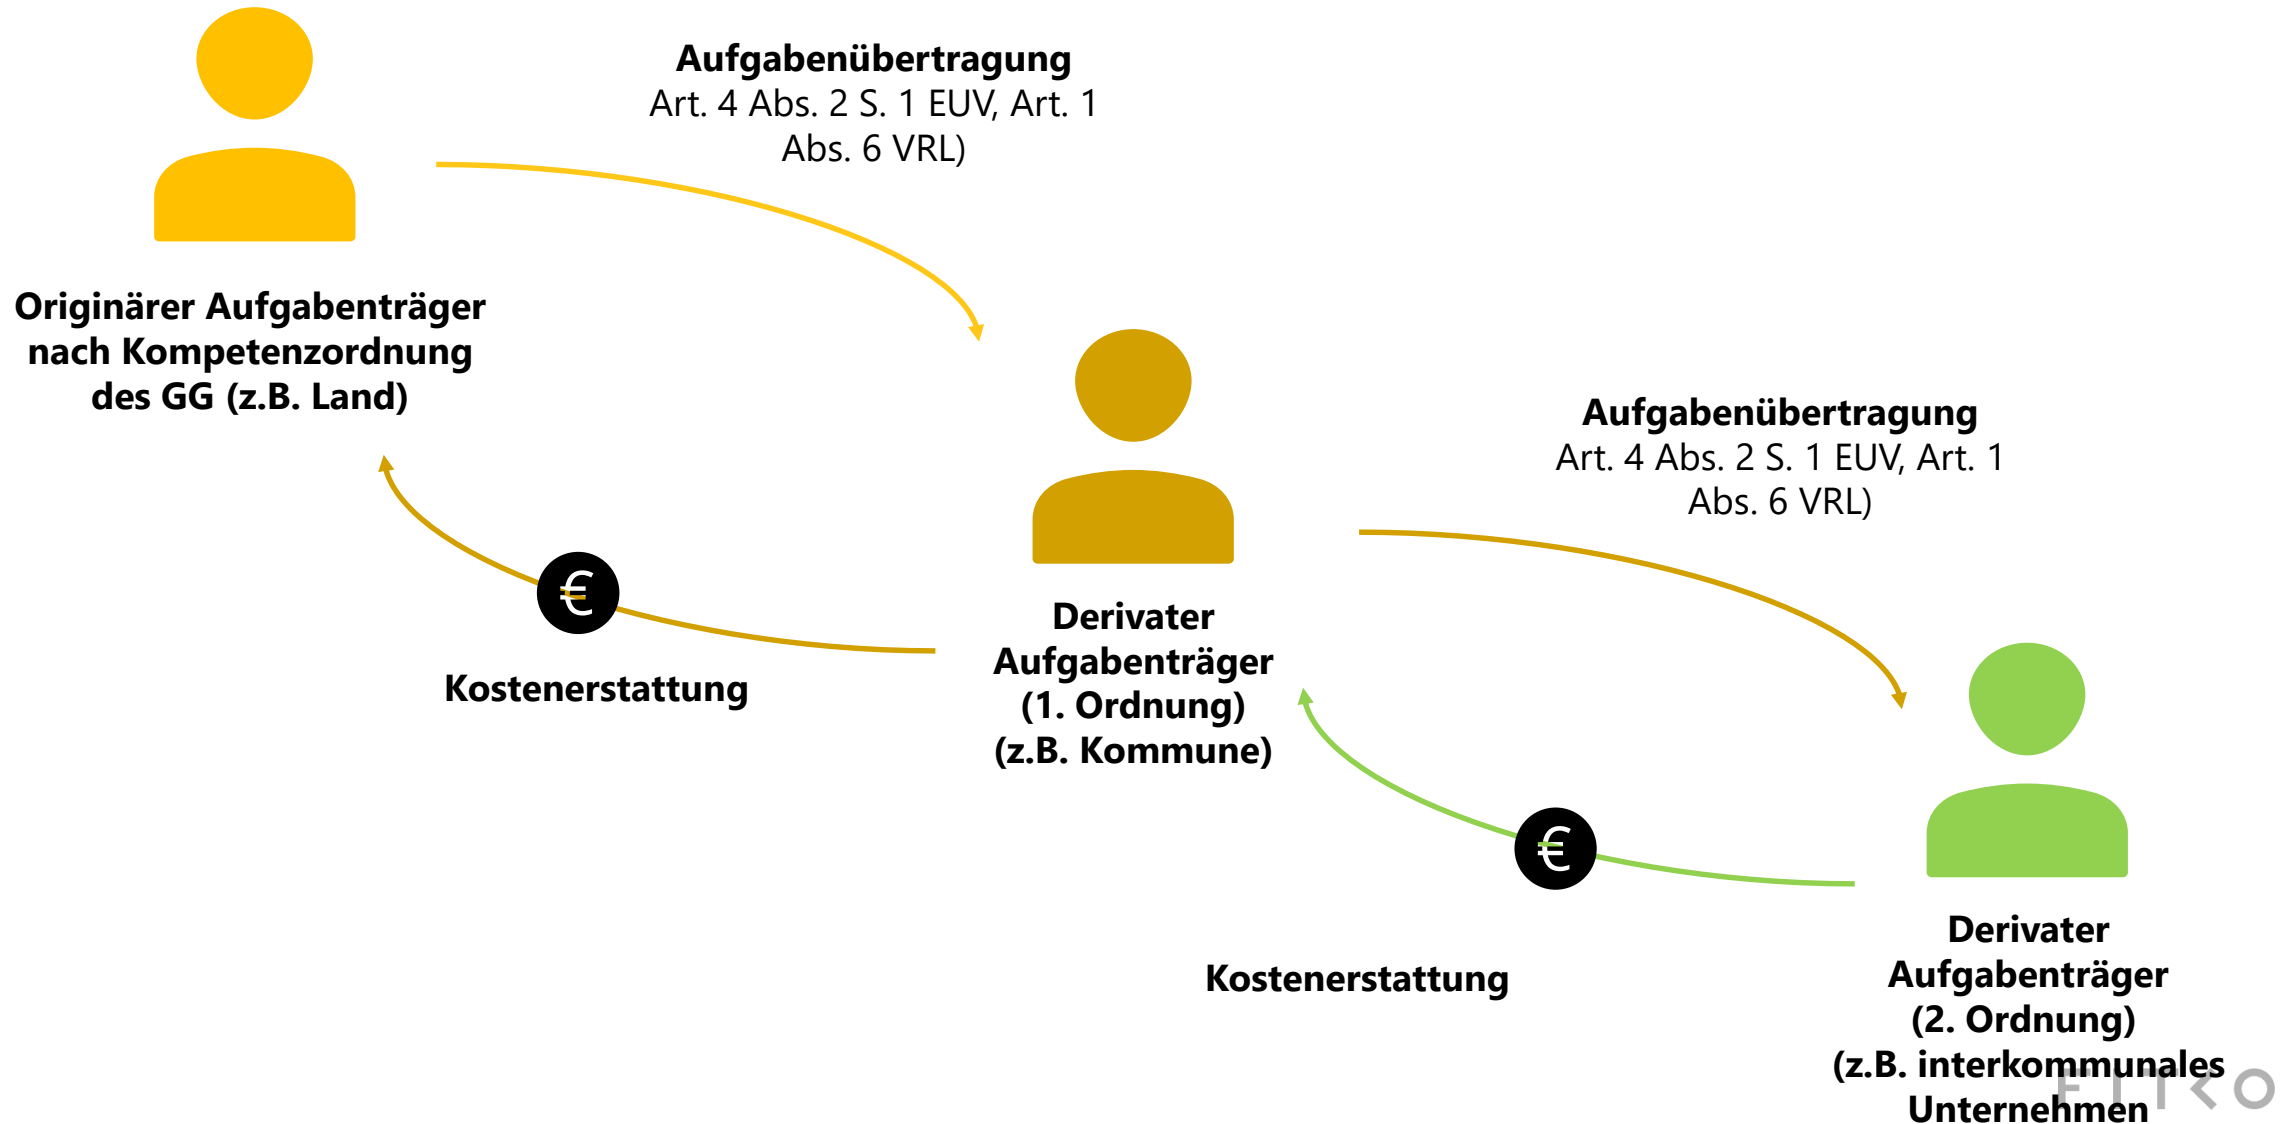 Aufgabenübertragung
Art. 4 Abs. 2 S. 1 EUV, Art. 1
Abs. 6 VRL)
Originärer Aufgabenträger
nach Kompetenzordnung
des GG (z.B. Land)
Aufgabenübertragung
Art. 4 Abs. 2 S. 1 EUV, Art. 1
Abs. 6 VRL)
€
Kostenerstattung
Derivater
Aufgabenträger
(1. Ordnung)
(z.B. Kommune)
€
Kostenerstattung
Derivater
Aufgabenträger
(2. Ordnung)
(z.B. interkommunales
Unternehmen
FITKO